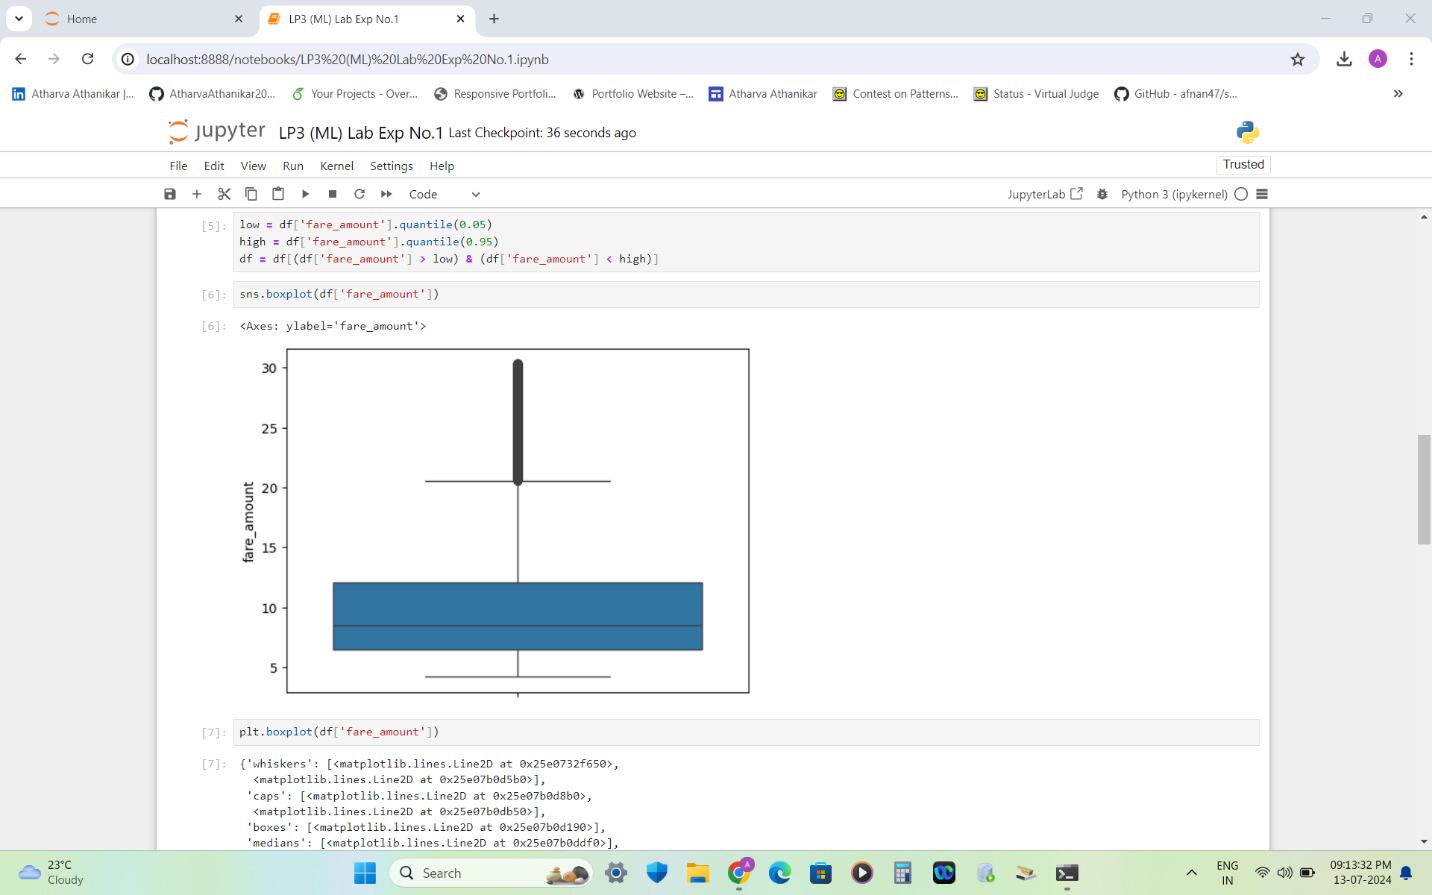 Home
LP3 (ML) Lab Exp No.1
localhost:8888/notebooks/LP3%20(ML)%20Lab%20Exp%20No.1.ipynb
A
Atharva Athanikar |...
AtharvaAthanikar20...
Your Projects - Over...
Responsive Portfoli...
Portfolio Website –...
Atharva Athanikar
Contest on Patterns...
Status - Virtual Judge
GitHub - afnan47/s...
jupyter LP3 (ML) Lab Exp No.1 Last Checkpoint: 36 seconds ago
File Edit View Run Kernel Settings Help
Trusted
Code
JupyterLab
Python 3 (ipykernel)
[5]: low = df['fare_amount'].quantile(0.05)
high = df['fare_amount'].quantile(0.95)
df = df[(df['fare_amount'] > low) & (df['fare_amount'] < high)]
[6]: sns.boxplot(df['fare_amount'])
[6]: <Axes: ylabel='fare_amount'>
30
25
20
15
10
5
fare_amount
[7]: plt.boxplot(df['fare_amount'])
[7]: {'whiskers': [<matplotlib.lines.Line2D at 0x25e0732f650>,
<matplotlib.lines.Line2D at 0x25e07b0d5b0>],
'caps': [<matplotlib.lines.Line2D at 0x25e07b0d8b0>,
<matplotlib.lines.Line2D at 0x25e07b0db50>],
'boxes': [<matplotlib.lines.Line2D at 0x25e07b0d190>],
'medians': [<matplotlib.lines.Line2D at 0x25e07b0ddf0>],
23°C
Cloudy
Search
A
ENG
IN
09:13:32 PM
13-07-2024